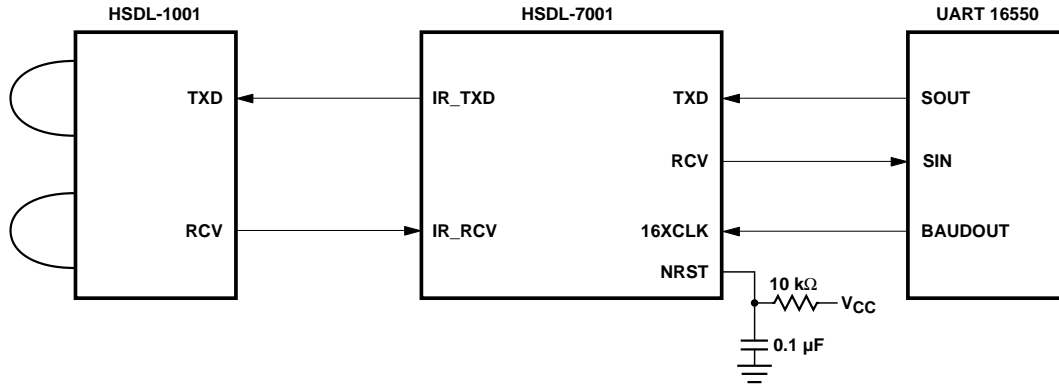 HSDL-1001
HSDL-7001
UART 16550
TXD
IR_TXD
TXD
SOUT
RCV
SIN
RCV
IR_RCV
16XCLK
BAUDOUT
NRST
10 kΩ
VCC
0.1 µF